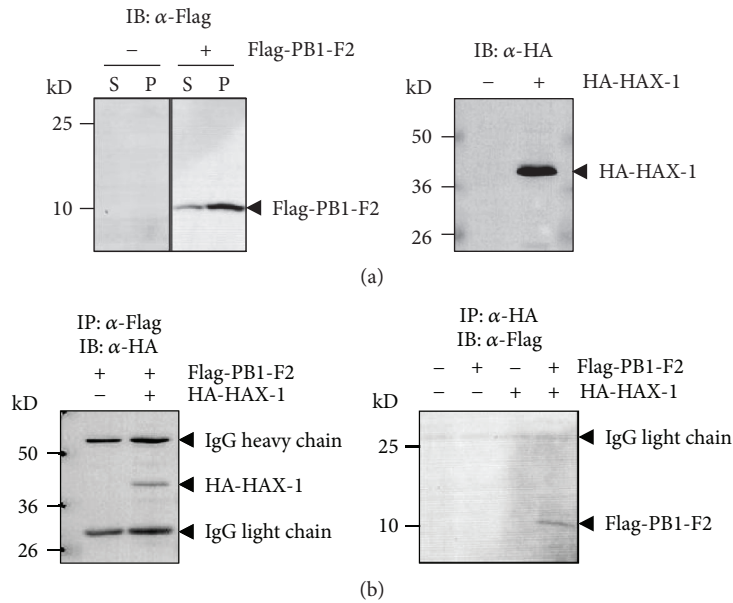 IB: α-Flag
− + Flag-PB1-F2
kD S P S P
25
10
Flag-PB1-F2
IB: α-HA
kD − + HA-HAX-1
50
36
26
HA-HAX-1
(a)
IP: α-Flag
IB: α-HA
+ + Flag-PB1-F2
− + HA-HAX-1
kD
50
36
26
IgG heavy chain
HA-HAX-1
IgG light chain
IP: α-HA
IB: α-Flag
− + − + Flag-PB1-F2
− − + + HA-HAX-1
kD
25
10
IgG light chain
Flag-PB1-F2
(b)